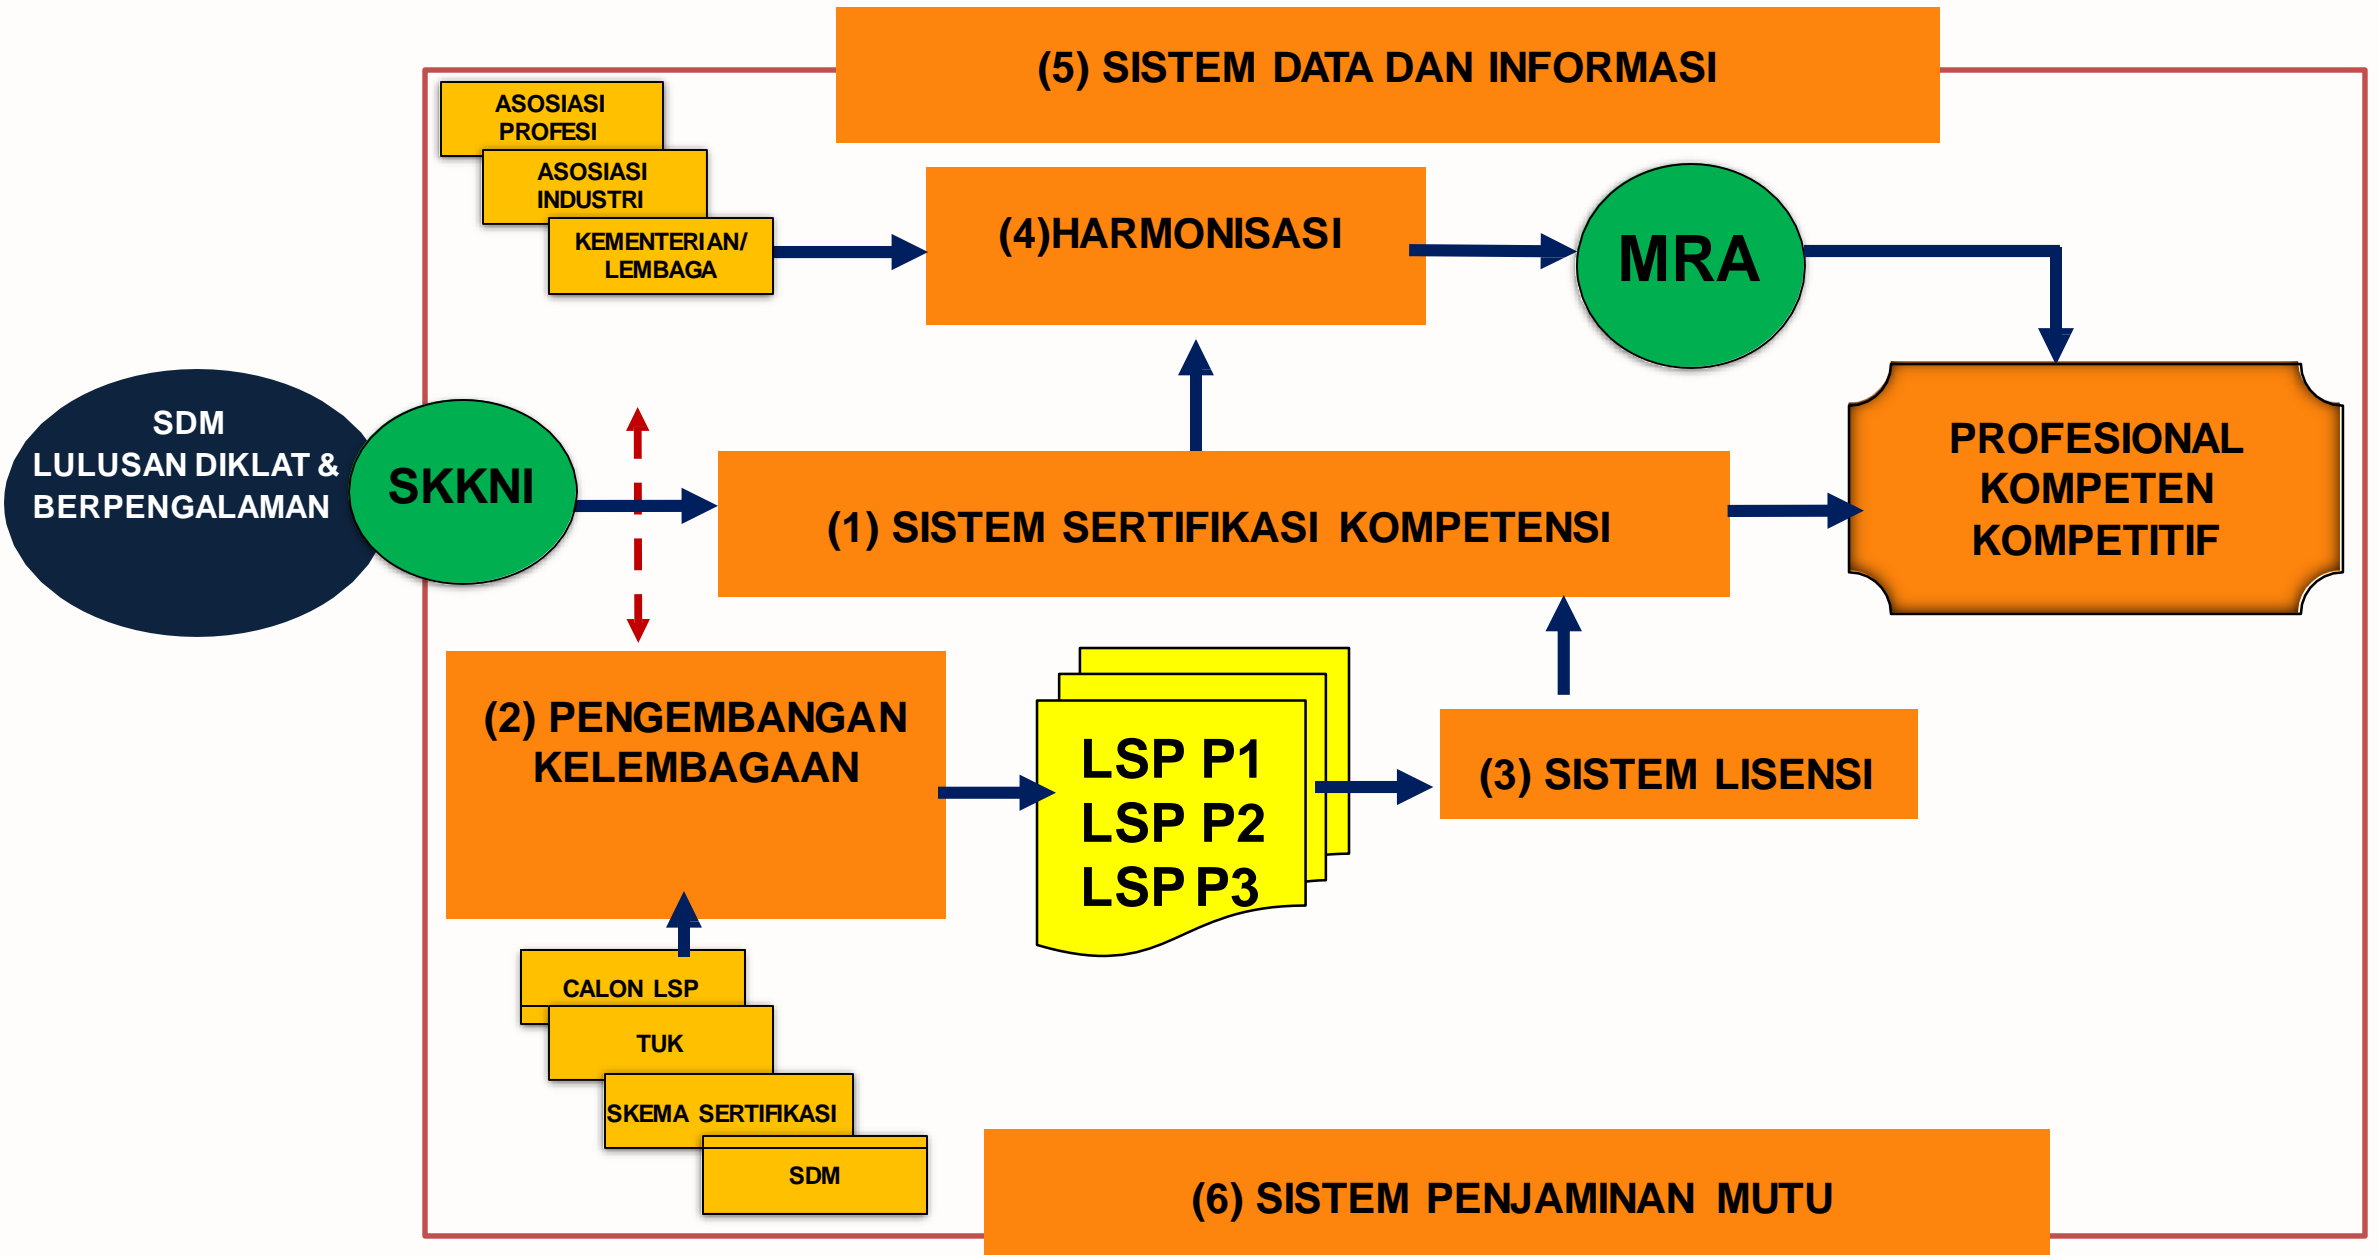 (5) SISTEM DATA DAN INFORMASI
ASOSIASI
PROFESI
ASOSIASI
INDUSTRI
KEMENTERIAN/
LEMBAGA
(4)HARMONISASI
MRA
SDM
LULUSAN DIKLAT &
BERPENGALAMAN
SKKNI
(1) SISTEM SERTIFIKASI KOMPETENSI
PROFESIONAL
KOMPETEN
KOMPETITIF
(2) PENGEMBANGAN
KELEMBAGAAN
LSP P1
LSP P2
LSP P3
(3) SISTEM LISENSI
CALON LSP
TUK
SKEMA SERTIFIKASI
SDM
(6) SISTEM PENJAMINAN MUTU